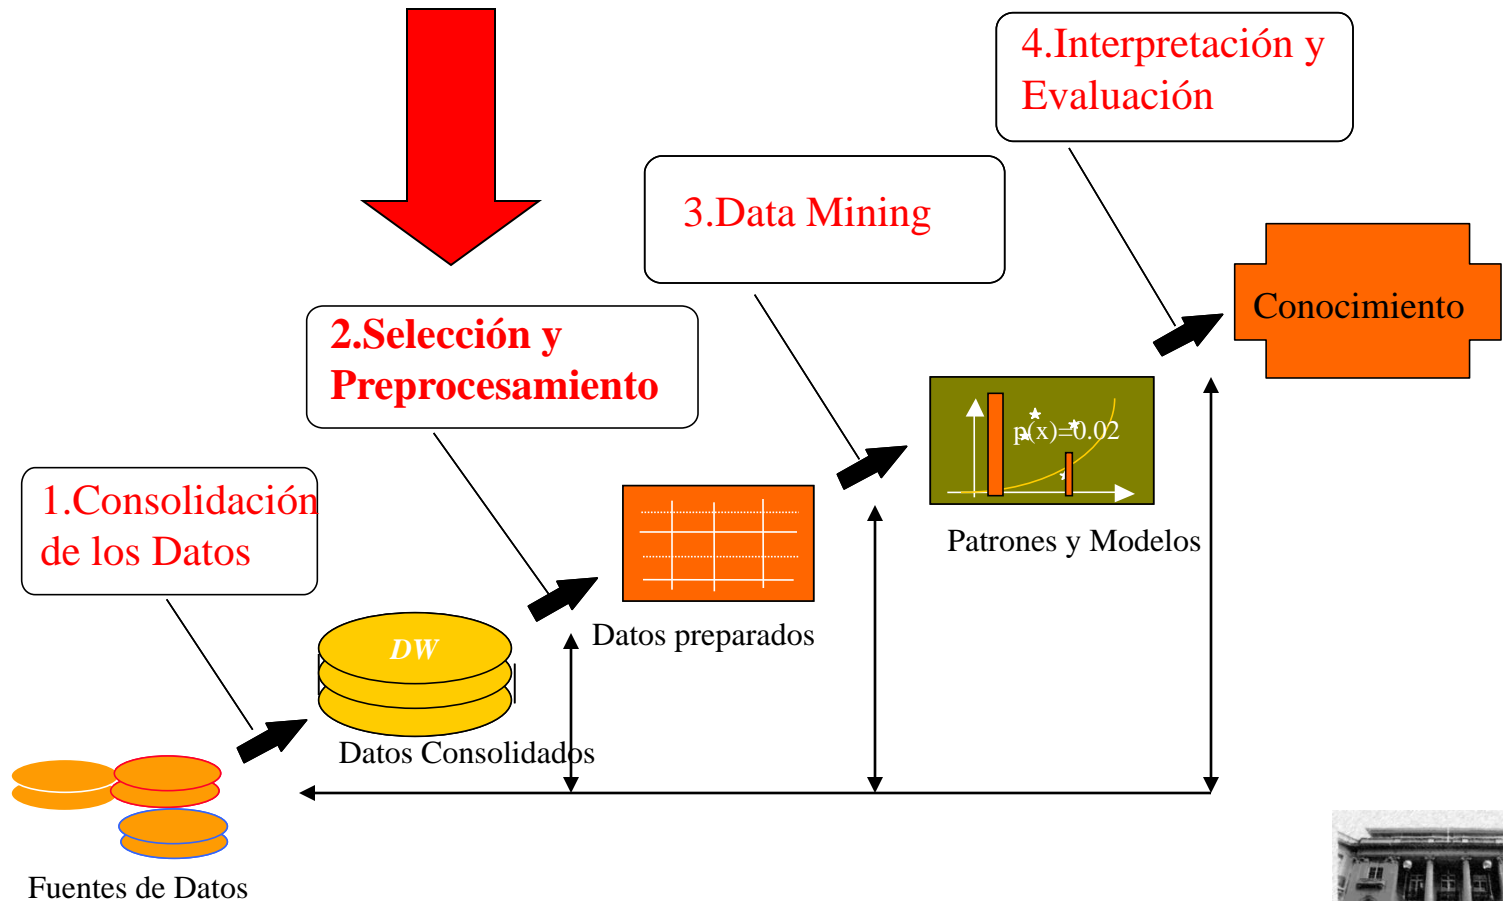 4.Interpretación y
Evaluación
3.Data Mining
Conocimiento
2.Selección y
Preprocesamiento
p(x)=0.02
1.Consolidación
de los Datos
Patrones y Modelos
Datos preparados
DW
Datos Consolidados
Fuentes de Datos